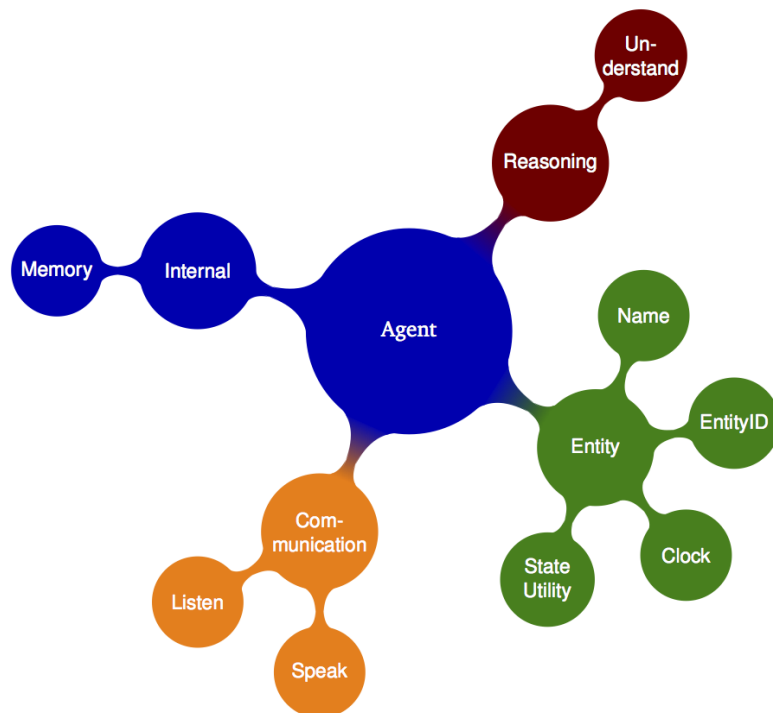 Un-
derstand
Reasoning
Memory
Internal
Agent
Name
EntityID
Entity
Com-
munication
State
Utility
Clock
Listen
Speak